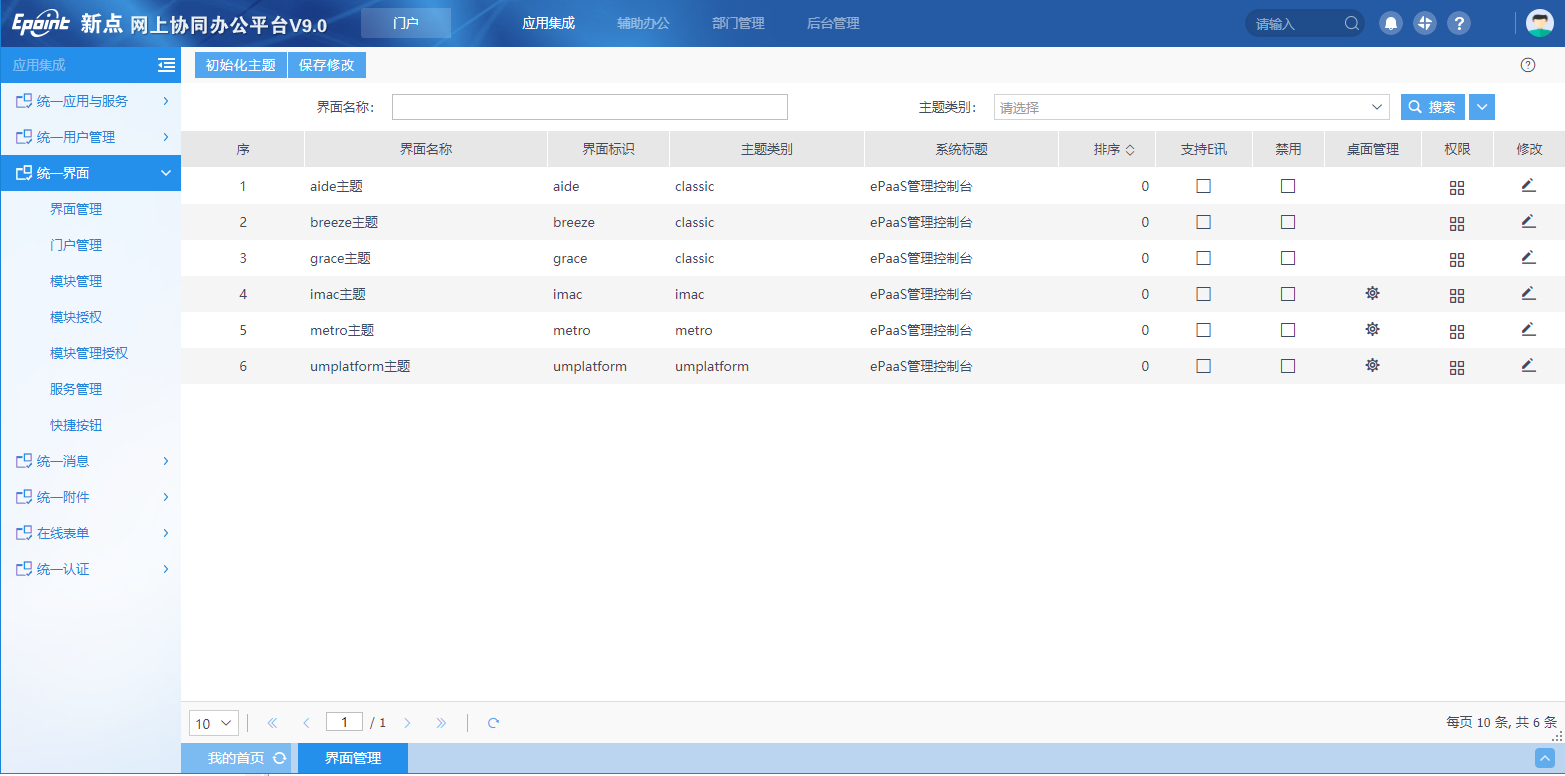 Epoint 新点 网上协同办公平台V9.0 门户 应用集成 辅助办公 部门管理 后台管理 请输入
应用集成 初始化主题 保存修改
统一应用与服务
统一用户管理
统一界面
界面管理
门户管理
模块管理
模块授权
模块管理授权
服务管理
快捷按钮
统一消息
统一附件
在线表单
统一认证
界面名称: 主题类别: 请选择 搜索
序 界面名称 界面标识 主题类别 系统标题 排序 支持E讯 禁用 桌面管理 权限 修改
1 aide主题 aide classic ePaaS管理控制台 0
2 breeze主题 breeze classic ePaaS管理控制台 0
3 grace主题 grace classic ePaaS管理控制台 0
4 imac主题 imac imac ePaaS管理控制台 0
5 metro主题 metro metro ePaaS管理控制台 0
6 umplatform主题 umplatform umplatform ePaaS管理控制台 0
10 1 / 1 每页 10 条, 共 6 条
我的首页 界面管理